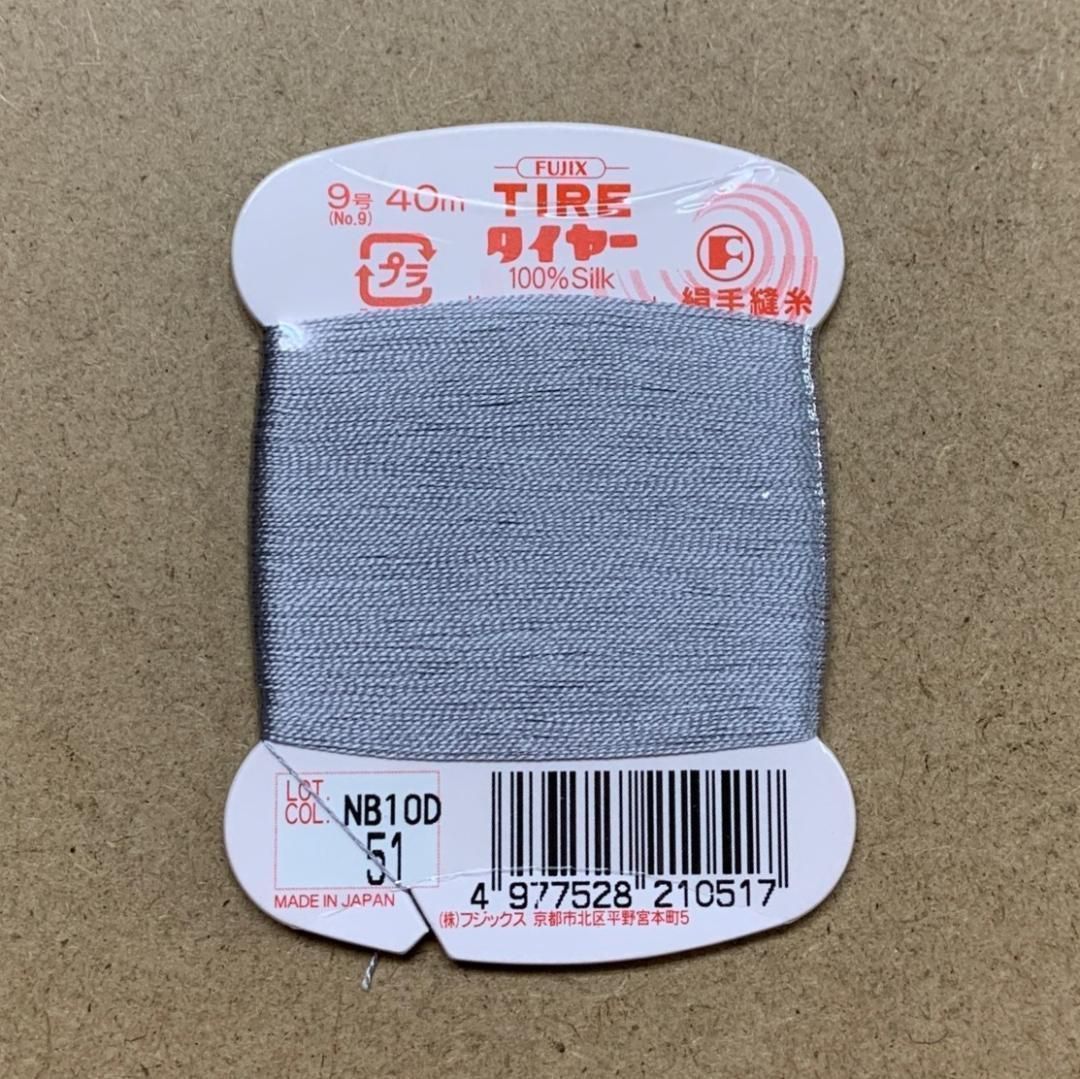 FUJIX
9号 40m
(No.9)
TIRE
タイヤー
100%Silk
プラ
F
絹手縫糸
LOT.
COL. NB10D
51
MADE IN JAPAN
4 977528 210517
(株)フジックス 京都市北区平野宮本町5